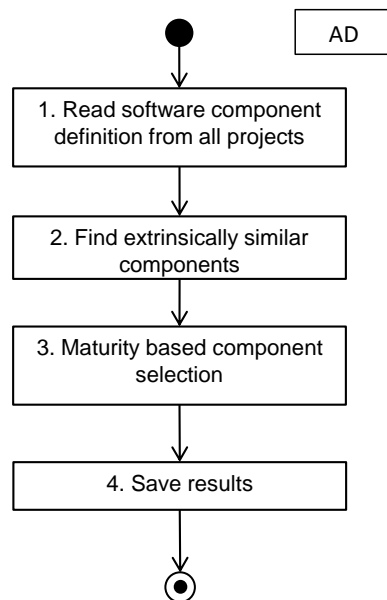 AD
1. Read software component
definition from all projects
2. Find extrinsically similar
components
3. Maturity based component
selection
4. Save results